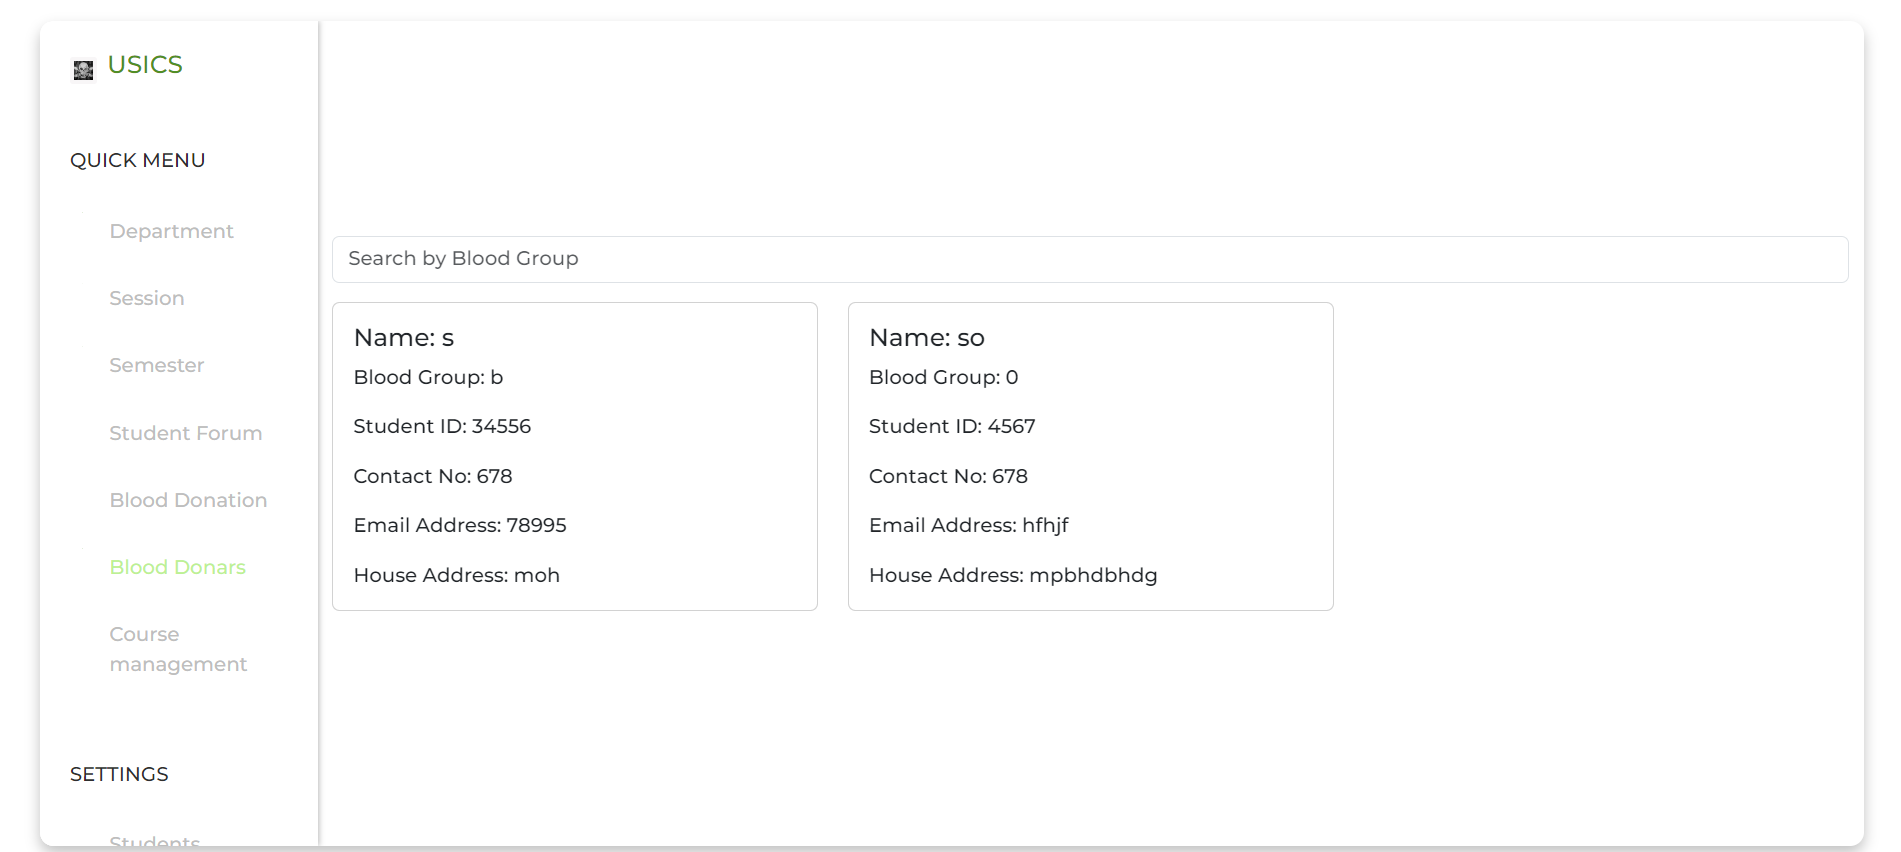 USICS
QUICK MENU
Department
Session
Semester
Student Forum
Blood Donation
Blood Donars
Course
management
SETTINGS
Students
Search by Blood Group
Name: s
Blood Group: b
Student ID: 34556
Contact No: 678
Email Address: 78995
House Address: moh
Name: so
Blood Group: 0
Student ID: 4567
Contact No: 678
Email Address: hfhjf
House Address: mpbhdbhdg